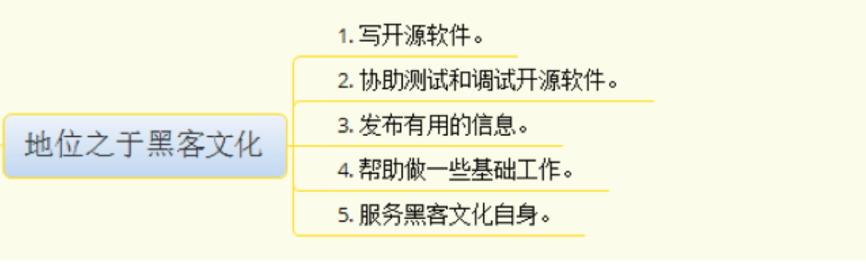 地位之于黑客文化
1. 写开源软件。
2. 协助测试和调试开源软件。
3. 发布有用的信息。
4. 帮助做一些基础工作。
5. 服务黑客文化自身。